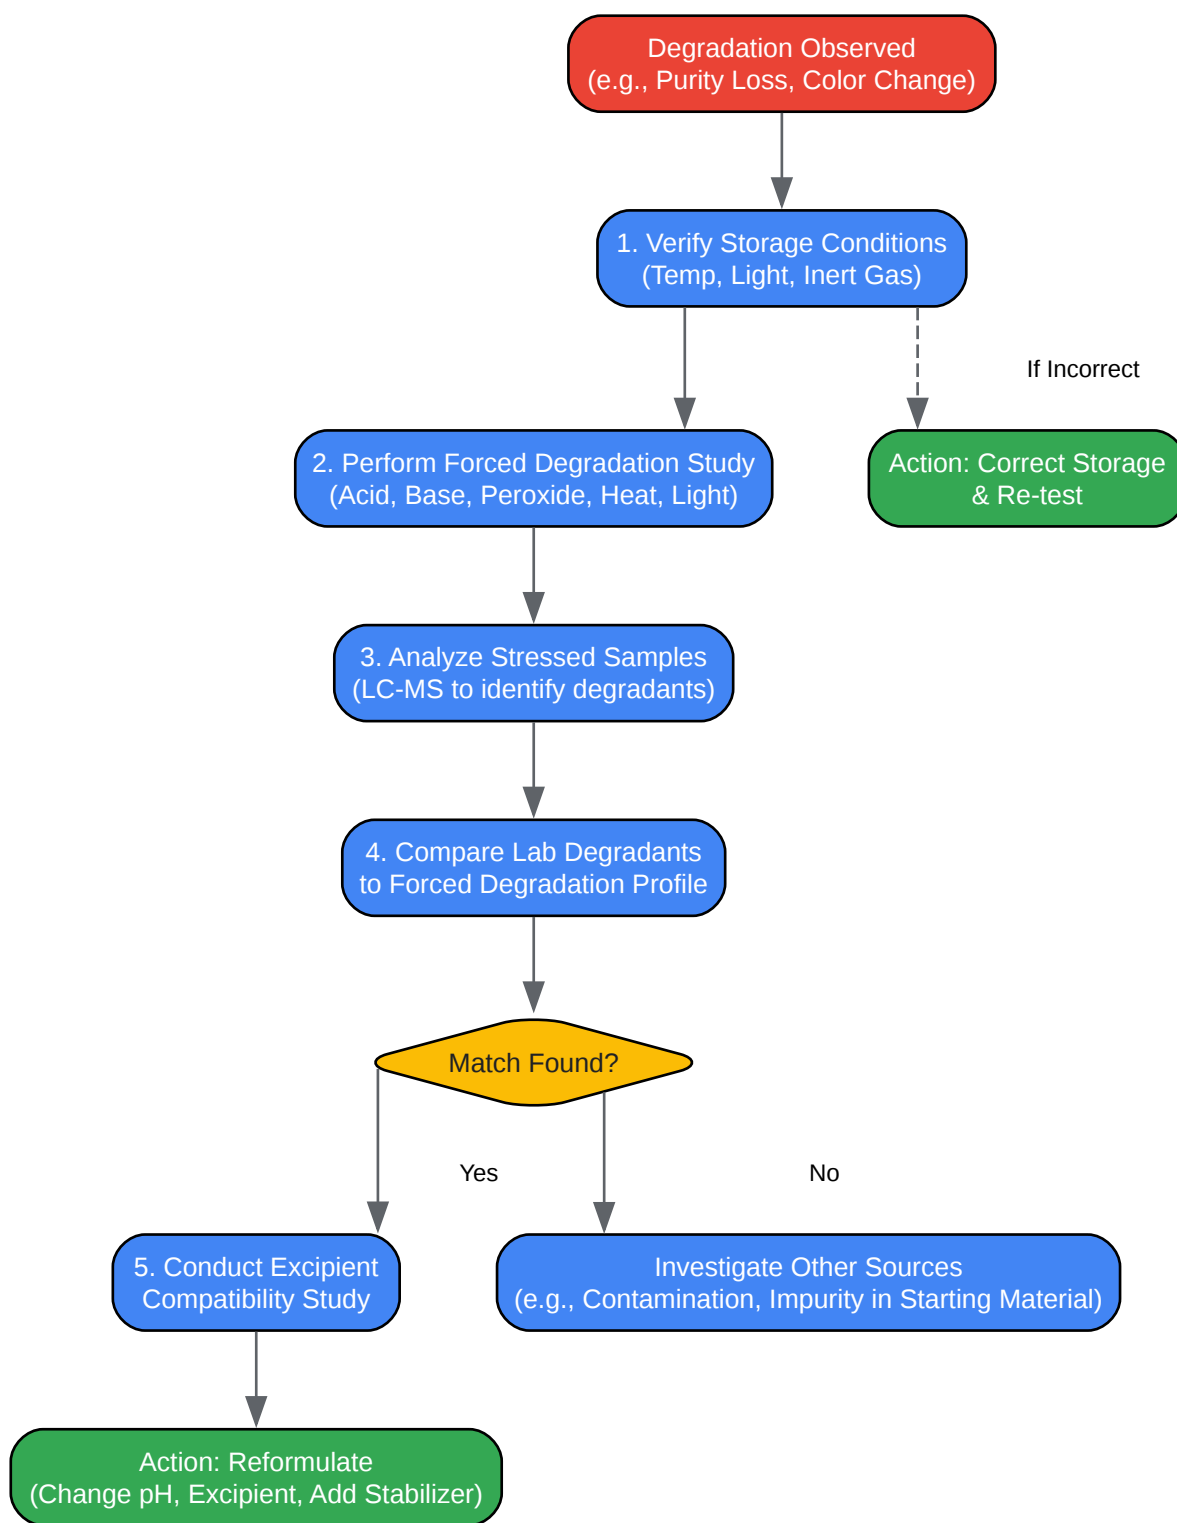 Degradation Observed
(e.g., Purity Loss, Color Change)
1. Verify Storage Conditions
(Temp, Light, Inert Gas)
If Incorrect
2. Perform Forced Degradation Study
(Acid, Base, Peroxide, Heat, Light)
Action: Correct Storage
& Re-test
3. Analyze Stressed Samples
(LC-MS to identify degradants)
4. Compare Lab Degradants
to Forced Degradation Profile
Match Found?
Yes
No
5. Conduct Excipient
Compatibility Study
Investigate Other Sources
(e.g., Contamination, Impurity in Starting Material)
Action: Reformulate
(Change pH, Excipient, Add Stabilizer)